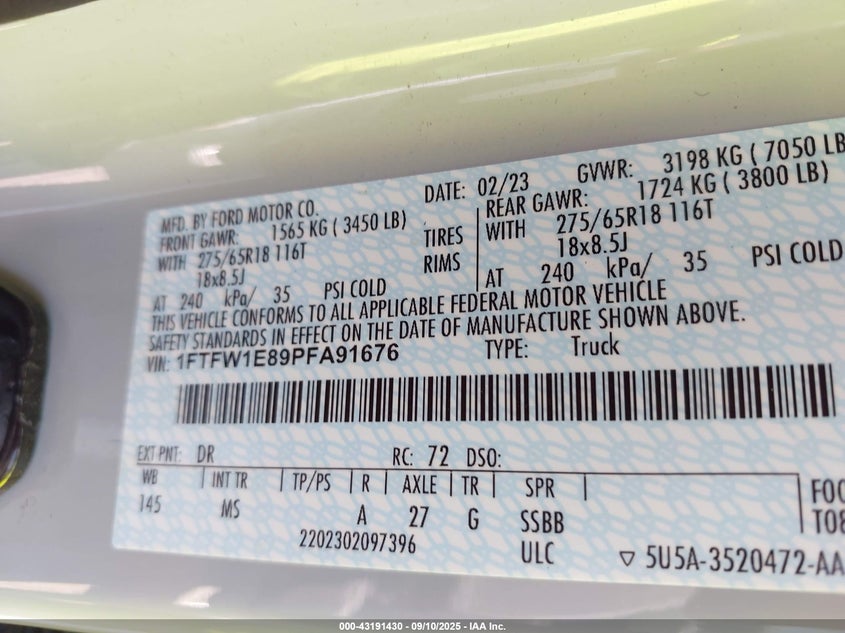 MFD. BY FORD MOTOR CO. DATE: 02/23 GVWR: 3198 KG ( 7050 LB
FRONT GAWR: 1565 KG ( 3450 LB) REAR GAWR: 1724 KG ( 3800 LB)
WITH 275/65R18 116T TIRES WITH 275/65R18 116T
18x8.5J RIMS 18x8.5J
AT 240 kPa/ 35 PSI COLD AT 240 kPa/ 35 PSI COLD
THIS VEHICLE CONFORMS TO ALL APPLICABLE FEDERAL MOTOR VEHICLE
SAFETY STANDARDS IN EFFECT ON THE DATE OF MANUFACTURE SHOWN ABOVE.
VIN: 1FTFW1E89PFA91676 TYPE: Truck
EXT PNT: DR RC: 72 DSO:
WB INT TR TP/PS R AXLE TR SPR
145 MS A 27 G SSBB
2202302097396 ULC
FOC
TO8
▽ 5U5A-3520472-AA
000-43191430 - 09/10/2025 - IAA Inc.